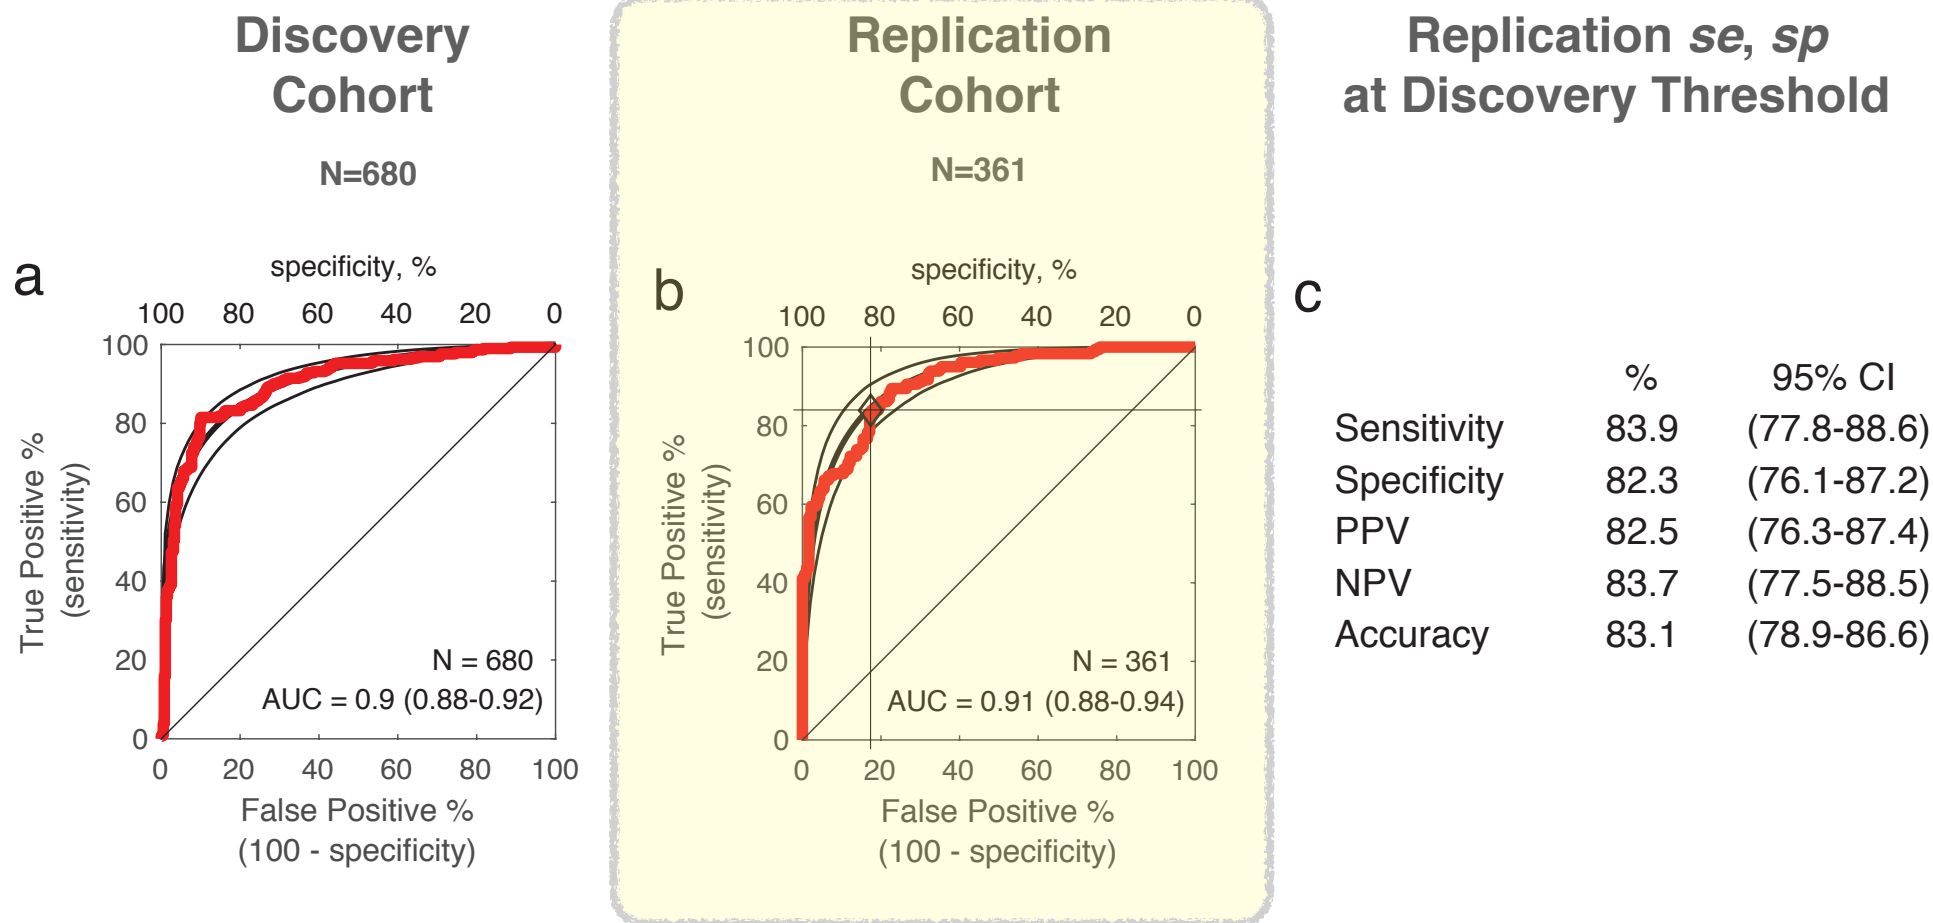 Discovery
Cohort
N=680
a
specificity, %
100 80 60 40 20 0
100
80
60
40
20
0
True Positive %
(sensitivity)
N = 680
AUC = 0.9 (0.88-0.92)
0 20 40 60 80 100
False Positive %
(100 - specificity)
Replication
Cohort
N=361
b
specificity, %
100 80 60 40 20 0
100
80
60
40
20
0
True Positive %
(sensitivity)
N = 361
AUC = 0.91 (0.88-0.94)
0 20 40 60 80 100
False Positive %
(100 - specificity)
Replication se, sp
at Discovery Threshold
c
% 95% CI
Sensitivity 83.9 (77.8-88.6)
Specificity 82.3 (76.1-87.2)
PPV 82.5 (76.3-87.4)
NPV 83.7 (77.5-88.5)
Accuracy 83.1 (78.9-86.6)